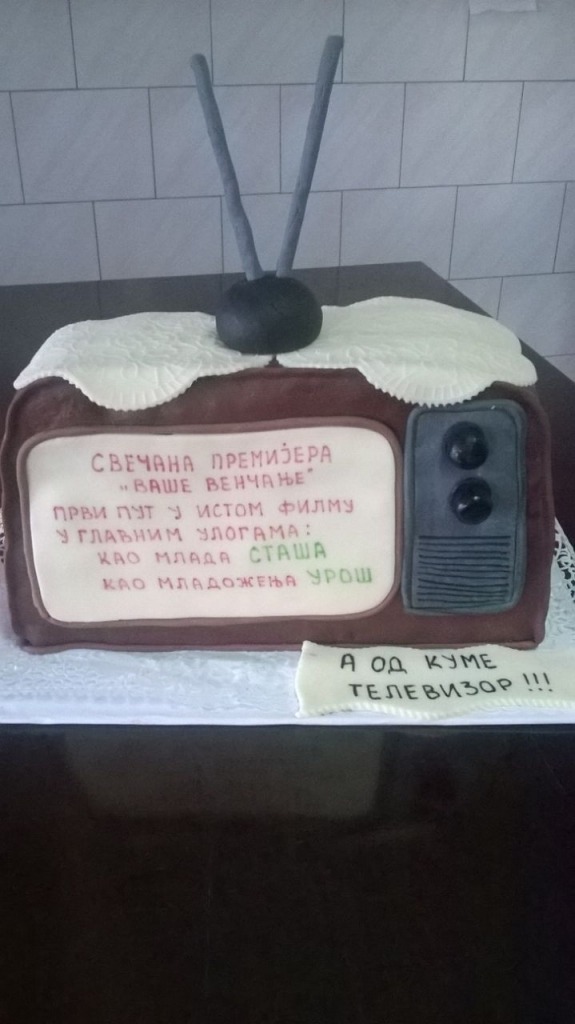 СВЕЧАНА ПРЕМИЈЕРА
„ВАШЕ ВЕНЧАЊЕ"
ПРВИ ПУТ У ИСТОМ ФИЛМУ
У ГЛАВНИМ УЛОГАМА:
КАО МЛАДА СТАША
КАО МЛАДОЖЕЊА УРОШ
А ОД КУМЕ
ТЕЛЕВИЗОР!!!